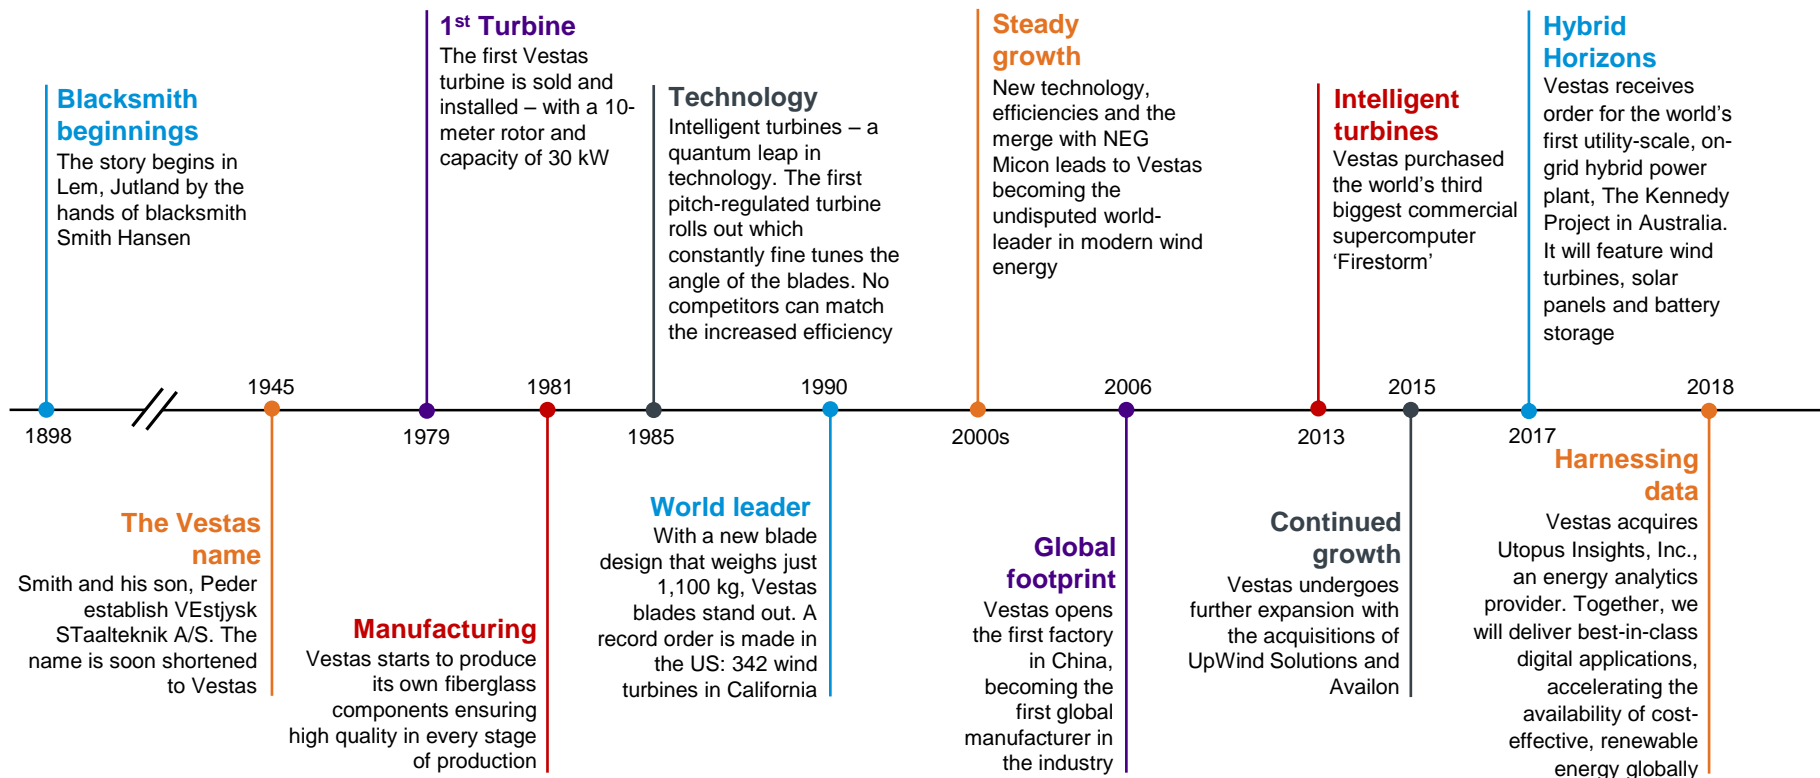 Blacksmith
beginnings
The story begins in
Lem, Jutland by the
hands of blacksmith
Smith Hansen
1898
1945
The Vestas
name
Smith and his son, Peder
establish VEstjysk
STaalteknik A/S. The
name is soon shortened
to Vestas
1st Turbine
The first Vestas
turbine is sold and
installed – with a 10-
meter rotor and
capacity of 30 kW
1979
1981
Manufacturing
Vestas starts to produce
its own fiberglass
components ensuring
high quality in every stage
of production
Technology
Intelligent turbines – a
quantum leap in
technology. The first
pitch-regulated turbine
rolls out which
constantly fine tunes the
angle of the blades. No
competitors can match
the increased efficiency
1985
1990
World leader
With a new blade
design that weighs just
1,100 kg, Vestas
blades stand out. A
record order is made in
the US: 342 wind
turbines in California
Steady
growth
New technology,
efficiencies and the
merge with NEG
Micon leads to Vestas
becoming the
undisputed world-
leader in modern wind
energy
2000s
2006
Global
footprint
Vestas opens
the first factory
in China,
becoming the
first global
manufacturer in
the industry
Intelligent
turbines
Vestas purchased
the world's third
biggest commercial
supercomputer
'Firestorm'
2013
2015
Continued
growth
Vestas undergoes
further expansion with
the acquisitions of
UpWind Solutions and
Availon
Hybrid
Horizons
Vestas receives
order for the world's
first utility-scale, on-
grid hybrid power
plant, The Kennedy
Project in Australia.
It will feature wind
turbines, solar
panels and battery
storage
2017
2018
Harnessing
data
Vestas acquires
Utopus Insights, Inc.,
an energy analytics
provider. Together, we
will deliver best-in-class
digital applications,
accelerating the
availability of cost-
effective, renewable
energy globally